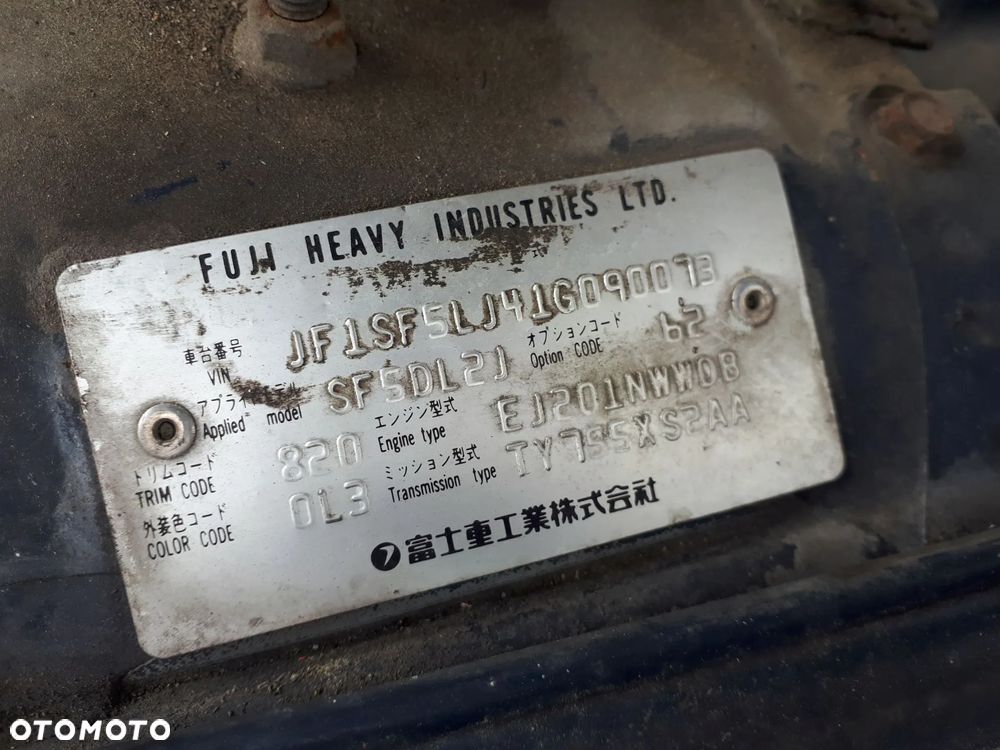 FUJI HEAVY INDUSTRIES LTD.
車台番号 VIN JF1SF5LJ41G090073
アプライドモデル Applied model SF5DL2J オプションコード Option CODE 62
トリムコード TRIM CODE 820 エンジン型式 Engine type EJ201NWWDB
外装色コード COLOR CODE 0L3 ミッション型式 Transmission type TY755XS2AA
富士重工業株式会社
OTOMOTO